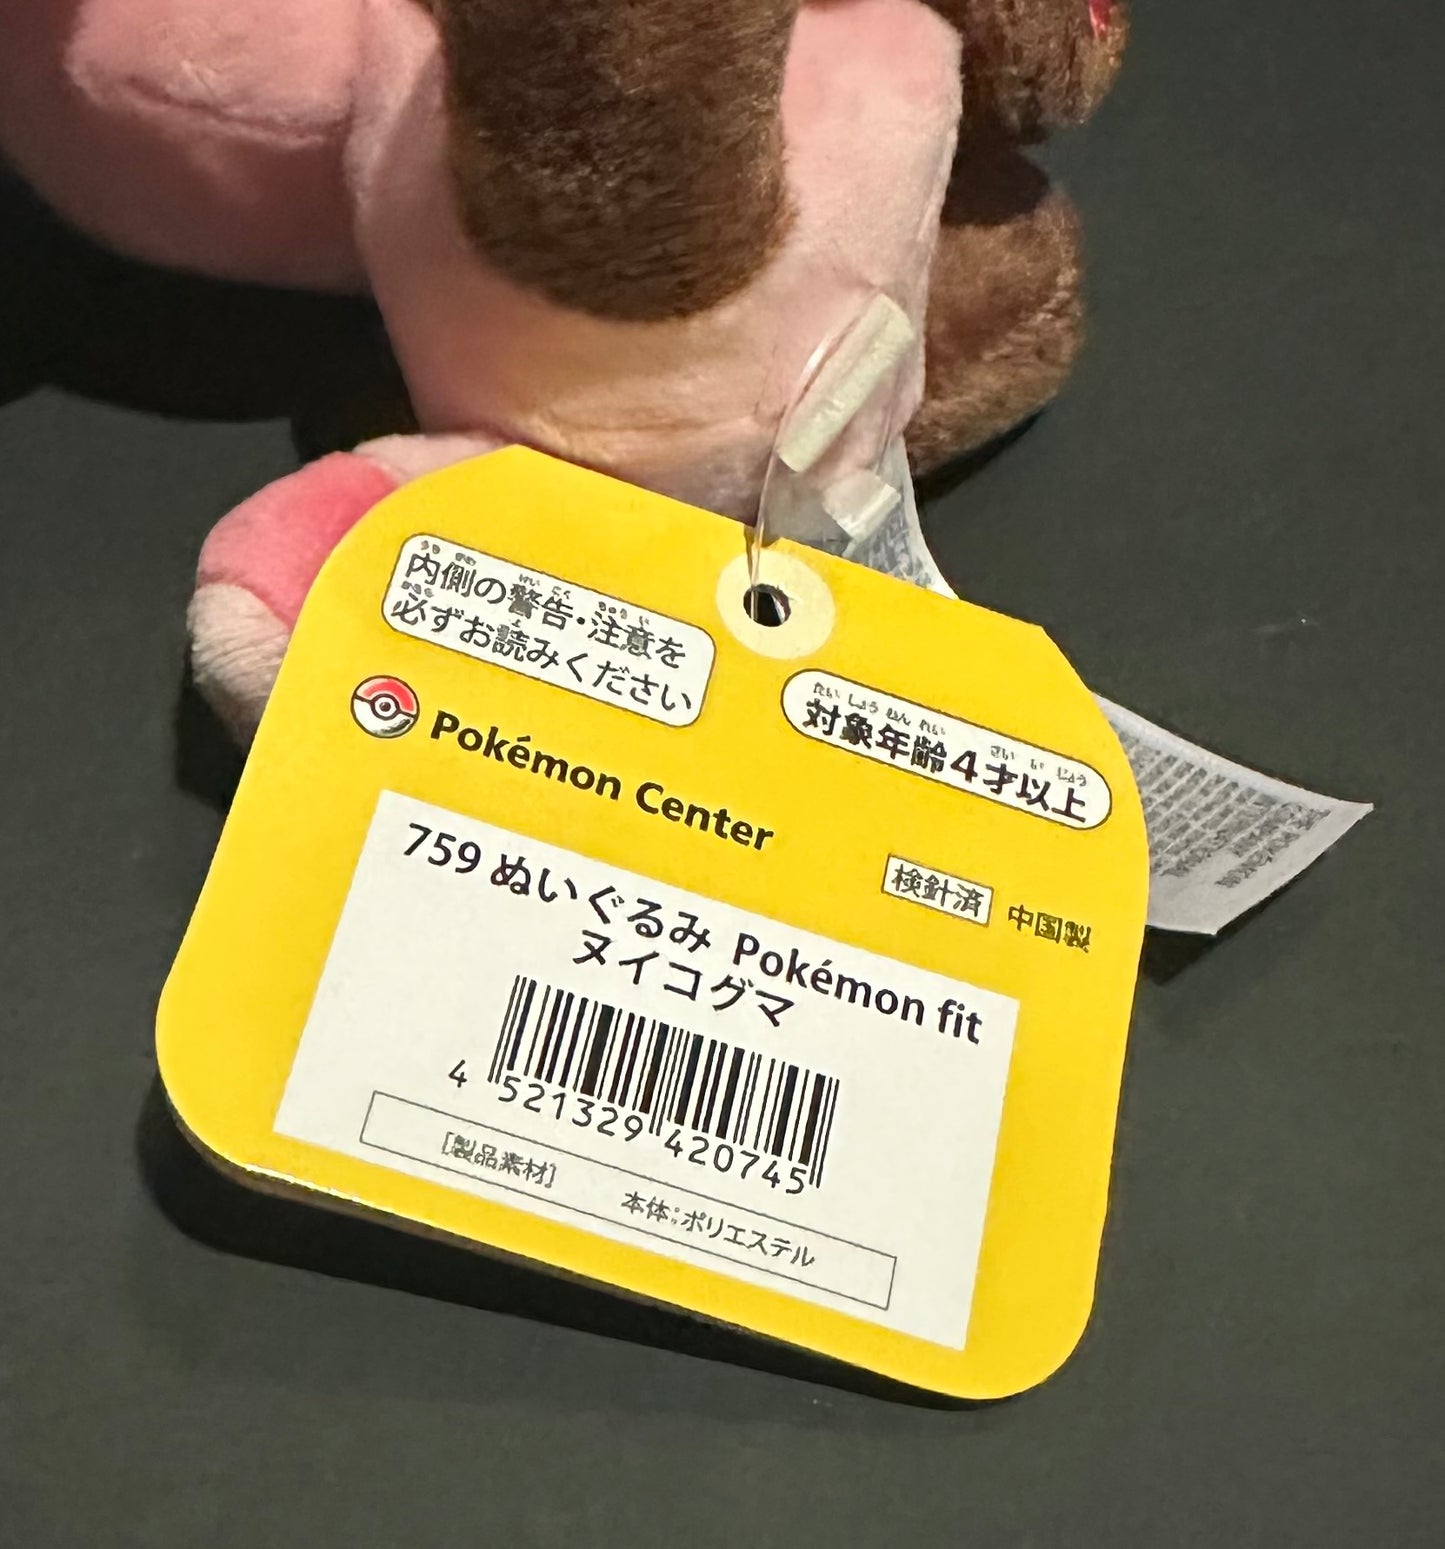 内側の警告・注意を
必ずお読みください
対象年齢4才以上
Pokémon Center
検針済 中国製
759 ぬいぐるみ Pokémon fit
ヌイコグマ
4 521329 420745
[製品素材] 本体:ポリエステル